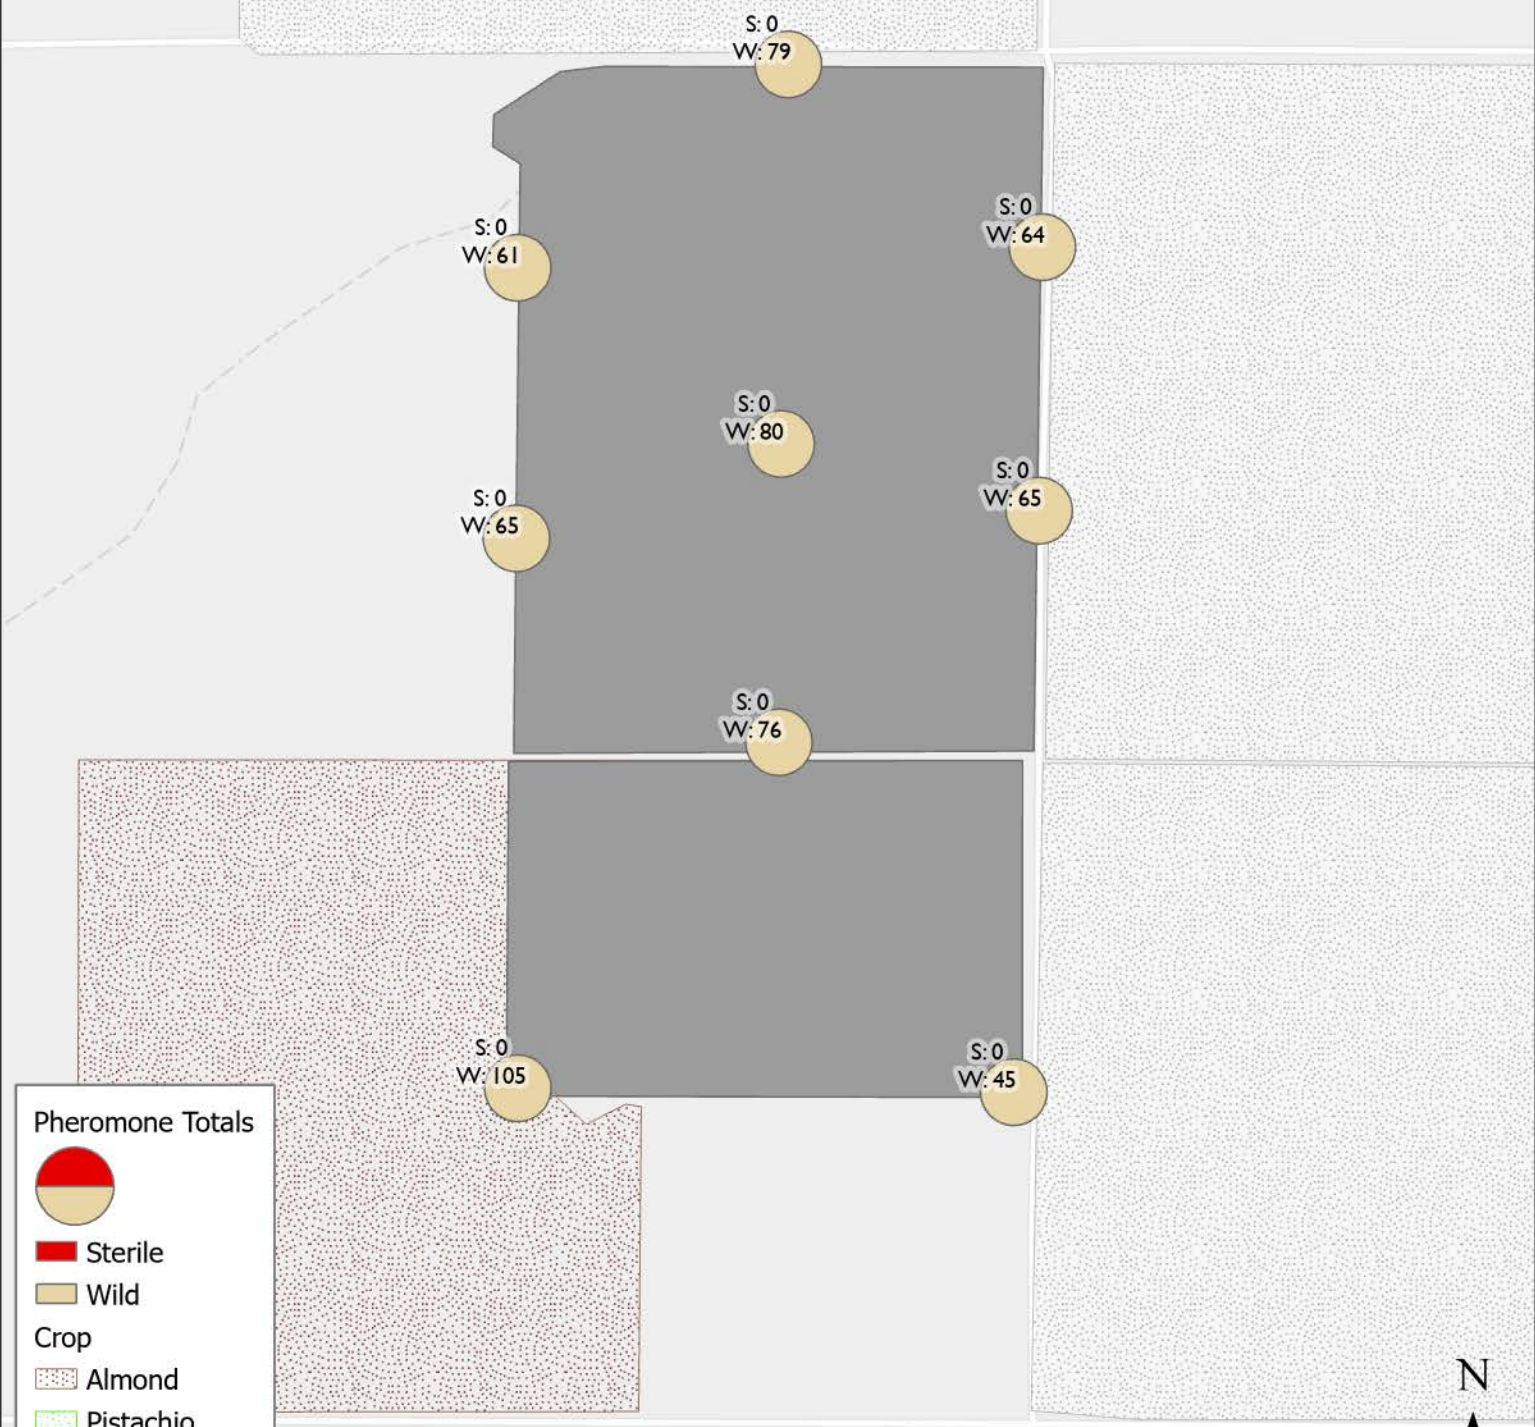 S: 0
W: 79
S: 0
W: 64
S: 0
W: 61
S: 0
W: 80
S: 0
W: 65
S: 0
W: 65
S: 0
W: 76
S: 0
W: 105
S: 0
W: 45
Pheromone Totals
Sterile
Wild
Crop
Almond
Pistachio
N